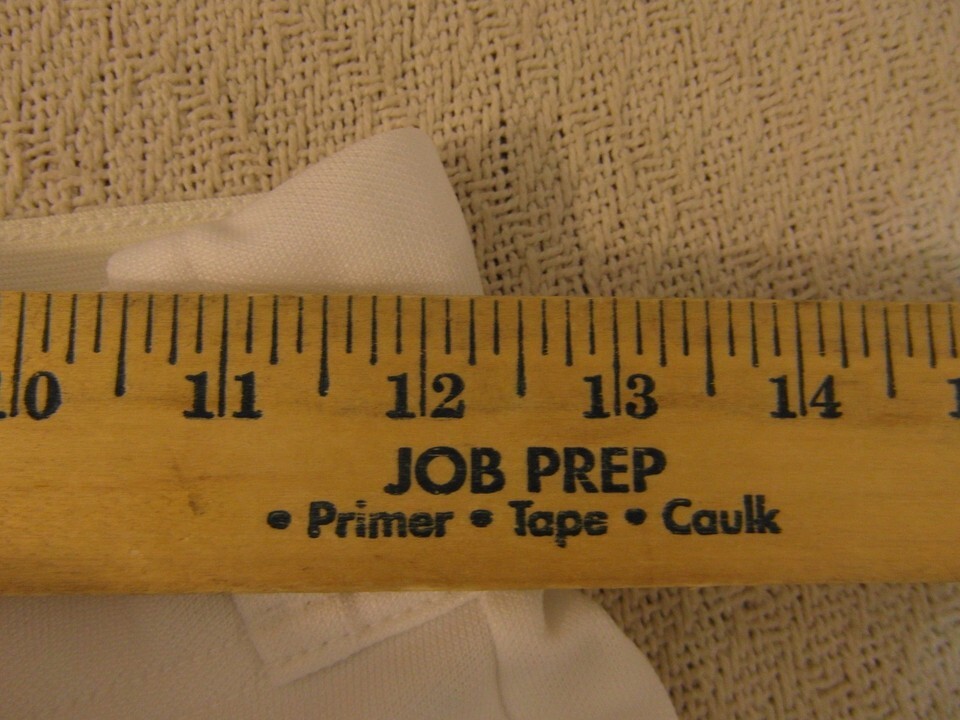 10 11 12 13 14
JOB PREP
• Primer • Tape • Caulk